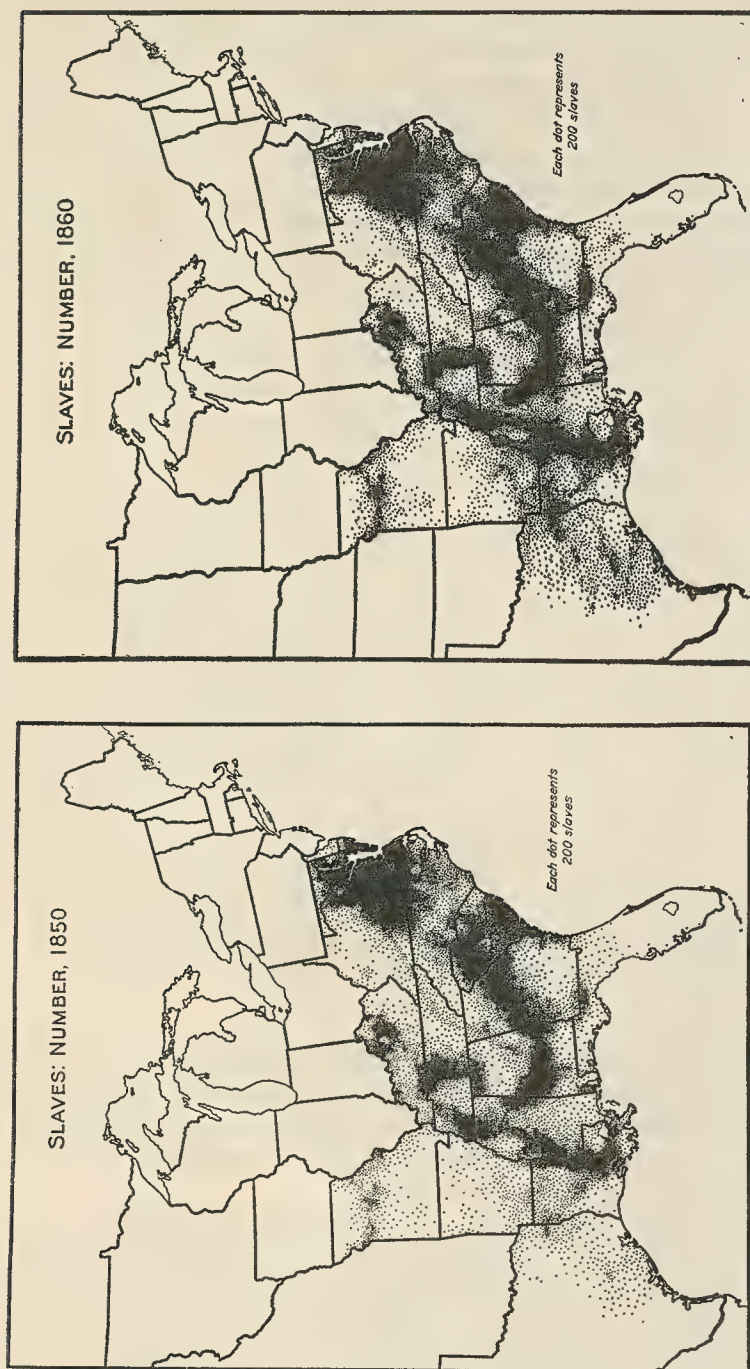 SLAVES: NUMBER, 1860
Each dot represents
200 slaves
SLAVES: NUMBER, 1850
Each dot represents
200 slaves